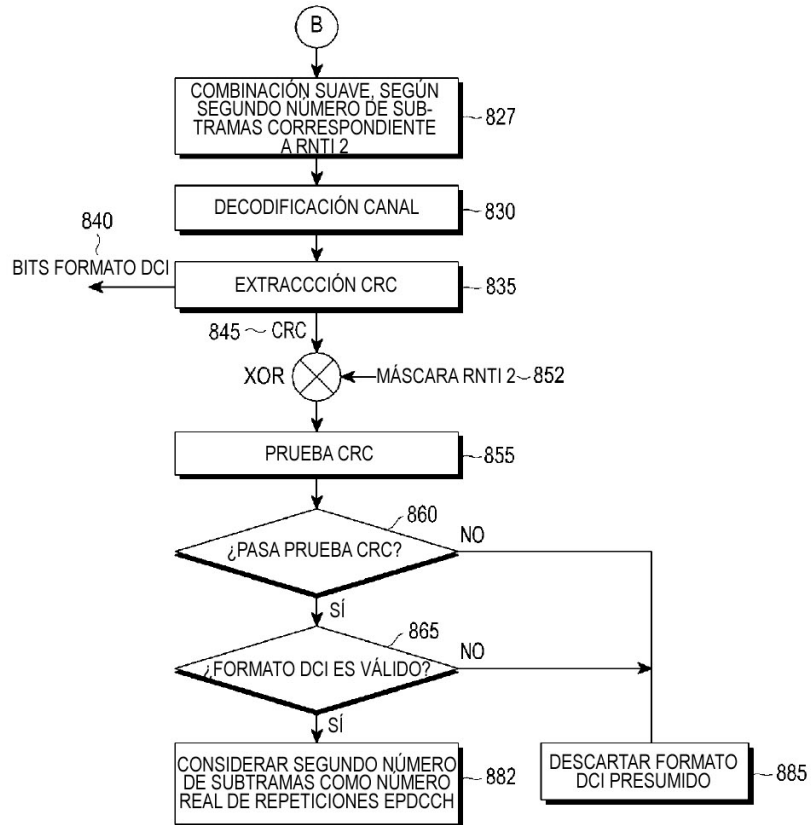 B
COMBINACIÓN SUAVE, SEGÚN
SEGUNDO NÚMERO DE SUB-
TRAMAS CORRESPONDIENTE
A RNTI 2
827
DECODIFICACIÓN CANAL
830
840
BITS FORMATO DCI
EXTRACCCIÓN CRC
835
845 CRC
XOR
MÁSCARA RNTI 2
852
PRUEBA CRC
855
860
¿PASA PRUEBA CRC?
NO
SÍ
865
¿FORMATO DCI ES VÁLIDO?
NO
SÍ
CONSIDERAR SEGUNDO NÚMERO
DE SUBTRAMAS COMO NÚMERO
REAL DE REPETICIONES EPDCCH
882
DESCARTAR FORMATO
DCI PRESUMIDO
885